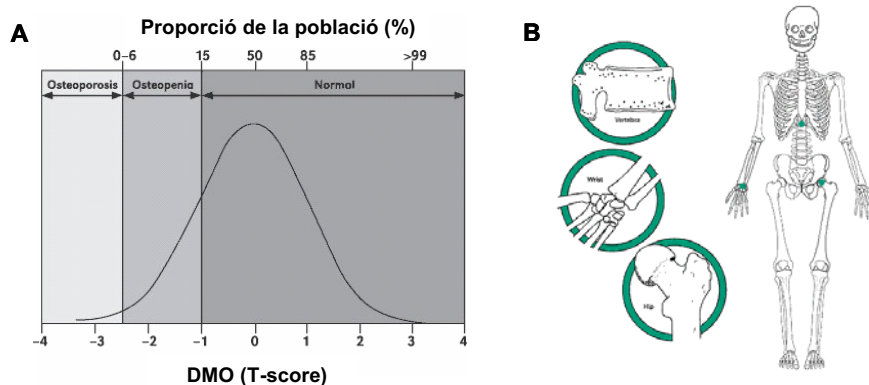 A
Proporció de la població (%)
0–6 15 50 85 >99
Osteoporosis Osteopenia Normal
–4 –3 –2 –1 0 1 2 3 4
DMO (T-score)
B
Vertebra
Wrist
Hip